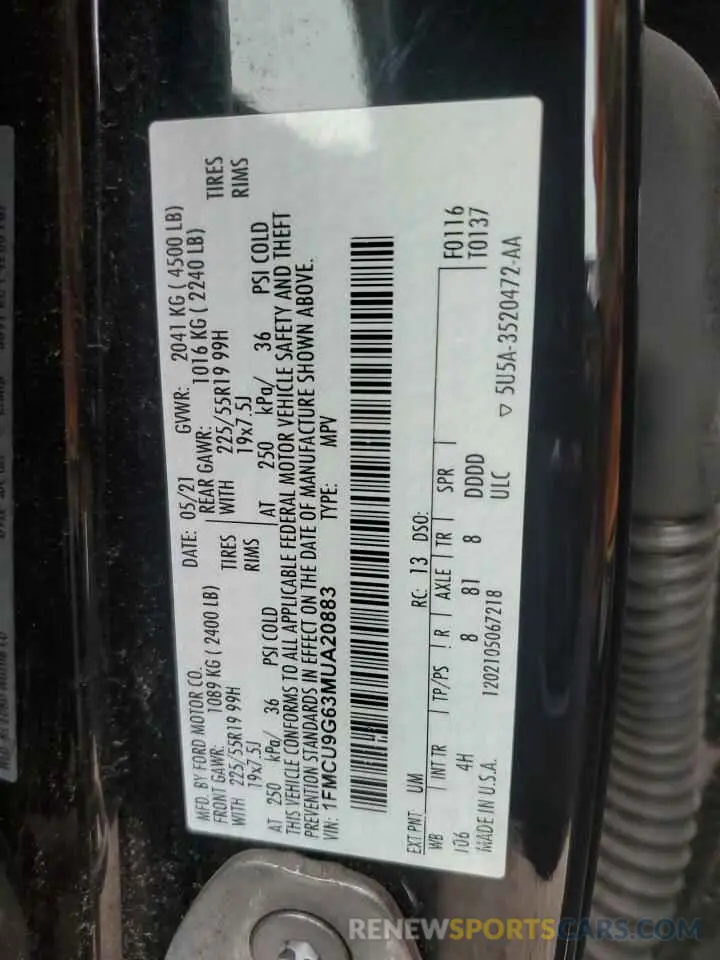 MFD. BY FORD MOTOR CO.
DATE: 05/21 GVWR: 2041 KG ( 4500 LB)
FRONT GAWR: 1089 KG ( 2400 LB) REAR GAWR: 1016 KG ( 2240 LB)
WITH 225/55R19 99H TIRES WITH 225/55R19 99H TIRES
19x7.5J RIMS 19x7.5J RIMS
AT 250 kPa/ 36 PSI COLD AT 250 kPa/ 36 PSI COLD
THIS VEHICLE CONFORMS TO ALL APPLICABLE FEDERAL MOTOR VEHICLE SAFETY AND THEFT
PREVENTION STANDARDS IN EFFECT ON THE DATE OF MANUFACTURE SHOWN ABOVE.
VIN: 1FMCU9G63MUA20883 TYPE: MPV
EXT PNT: UM RC: 13 DSO:
WB INT TR TP/PS R AXLE TR SPR F0116
106 4H 8 81 8 DDDD T0137
MADE IN U.S.A. 1202105067218 ULC ▽ 5U5A-3520472-AA
RENEWSPORTSCARS.COM